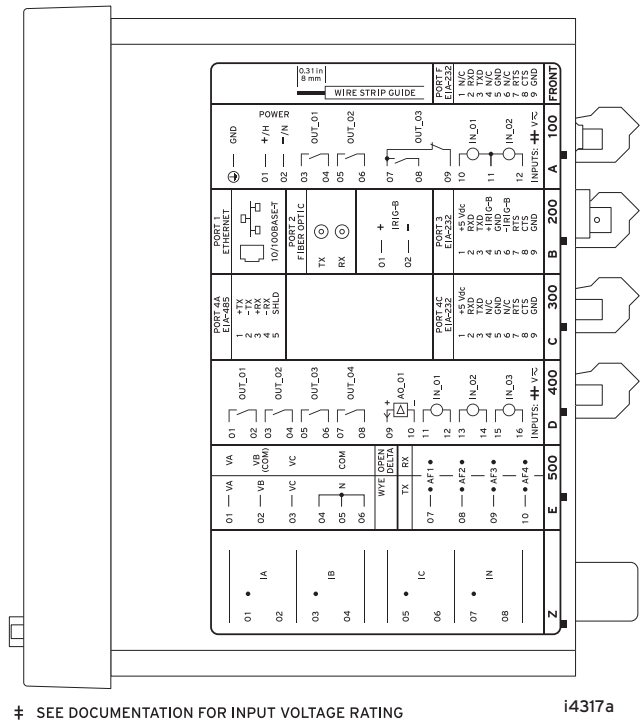 0.31 in
8 mm
WIRE STRIP GUIDE
PORT F
EIA-232
1 N/C
2 RXD
3 TXD
4 N/C
5 GND
6 N/C
7 RTS
8 CTS
9 GND
FRONT
GND
POWER
01 +/H
02 -/N
OUT_01
03
04
OUT_02
05
06
OUT_03
07
08
09
IN_01
IN_02
10
11
12
INPUTS: ‡ V
A 100
PORT 1
ETHERNET
10/100BASE-T
PORT 2
FIBER OPTIC
TX
RX
IRIG-B
01 +
02 -
PORT 3
EIA-232
1 +5 Vdc
2 RXD
3 TXD
4 +IRIG-B
5 GND
6 -IRIG-B
7 RTS
8 CTS
9 GND
B 200
PORT 4A
EIA-485
1 +TX
2 -TX
3 +RX
4 -RX
5 SHLD
PORT 4C
EIA-232
1 +5 Vdc
2 RXD
3 TXD
4 N/C
5 GND
6 N/C
7 RTS
8 CTS
9 GND
C 300
OUT_01
01
02
OUT_02
03
04
OUT_03
05
06
OUT_04
07
08
AO_01
09 +
10 -
IN_01
11
12
IN_02
13
14
IN_03
15
16
INPUTS: ‡ V
D 400
01 VA VA
02 VB VB
(COM)
03 VC VC
04
05 N COM
06
WYE OPEN
DELTA
TX RX
07 AF1
08 AF2
09 AF3
10 AF4
E 500
01
IA
02
03
IB
04
05
IC
06
07
IN
08
Z
‡ SEE DOCUMENTATION FOR INPUT VOLTAGE RATING
i4317a